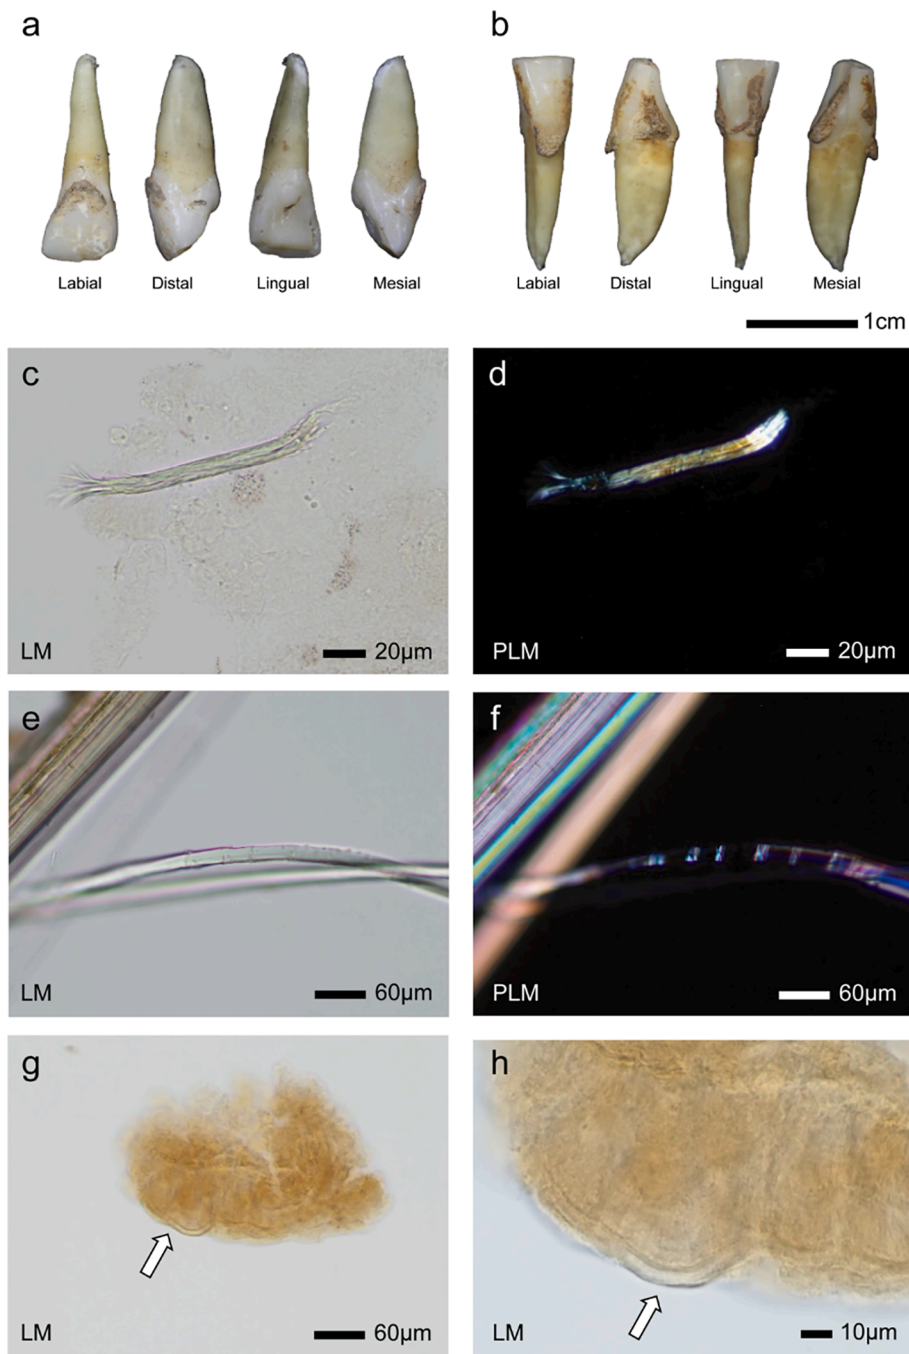 a
b
Labial Distal Lingual Mesial
Labial Distal Lingual Mesial
1cm
c
d
LM 20μm
PLM 20μm
e
f
LM 60μm
PLM 60μm
g
h
LM 60μm
LM 10μm